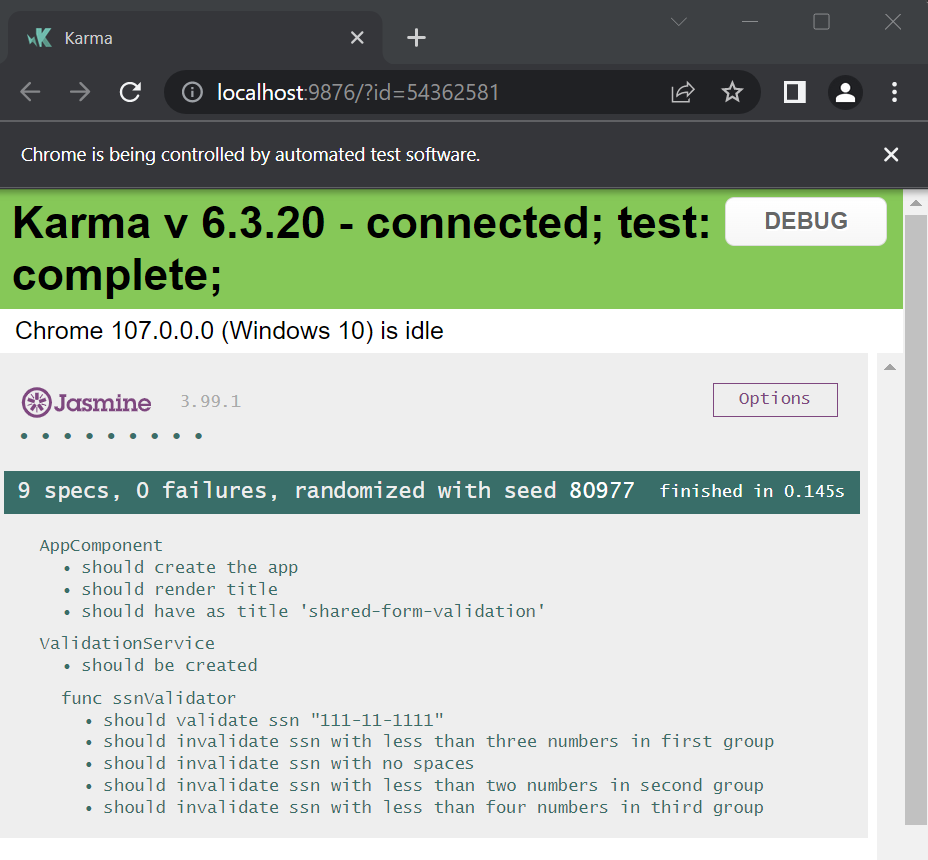 Karma
localhost:9876/?id=54362581
Chrome is being controlled by automated test software.
Karma v 6.3.20 - connected; test:
complete;
DEBUG
Chrome 107.0.0.0 (Windows 10) is idle
Jasmine 3.99.1
Options
9 specs, 0 failures, randomized with seed 80977 finished in 0.145s
AppComponent
• should create the app
• should render title
• should have as title 'shared-form-validation'
ValidationService
• should be created
func ssnValidator
• should validate ssn "111-11-1111"
• should invalidate ssn with less than three numbers in first group
• should invalidate ssn with no spaces
• should invalidate ssn with less than two numbers in second group
• should invalidate ssn with less than four numbers in third group